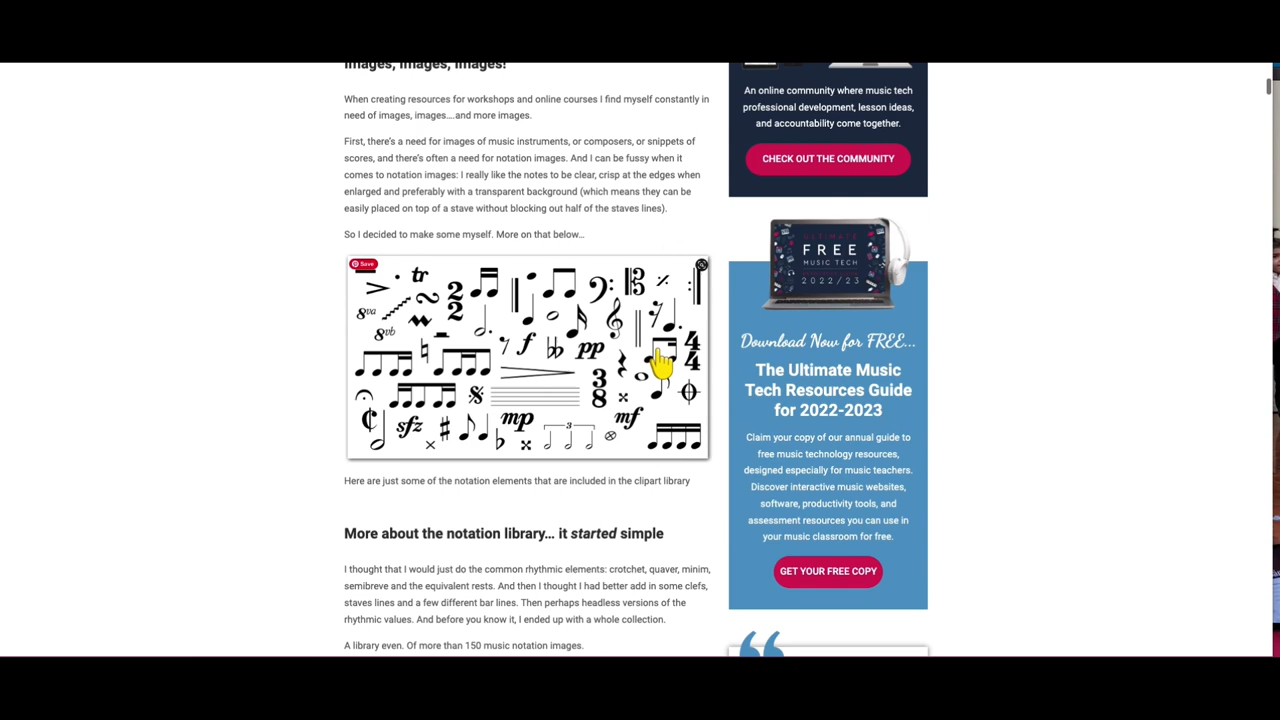 Images, Images, Images!
When creating resources for workshops and online courses I find myself constantly in
need of images, images….and more images.
First, there's a need for images of music instruments, or composers, or snippets of
scores, and there's often a need for notation images. And I can be fussy when it
comes to notation images: I really like the notes to be clear, crisp at the edges when
enlarged and preferably with a transparent background (which means they can be
easily placed on top of a stave without blocking out half of the staves lines).
So I decided to make some myself. More on that below…
Save
tr
8va
8vb
2
2
f
pp
4
4
3
8
sfz
mp
3
mf
Here are just some of the notation elements that are included in the clipart library
More about the notation library… it started simple
I thought that I would just do the common rhythmic elements: crotchet, quaver, minim,
semibreve and the equivalent rests. And then I thought I had better add in some clefs,
staves lines and a few different bar lines. Then perhaps headless versions of the
rhythmic values. And before you know it, I ended up with a whole collection.
A library even. Of more than 150 music notation images.
An online community where music tech
professional development, lesson ideas,
and accountability come together.
CHECK OUT THE COMMUNITY
ULTIMATE
FREE
MUSIC TECH
2022/23
Download Now for FREE...
The Ultimate Music
Tech Resources Guide
for 2022-2023
Claim your copy of our annual guide to
free music technology resources,
designed especially for music teachers.
Discover interactive music websites,
software, productivity tools, and
assessment resources you can use in
your music classroom for free.
GET YOUR FREE COPY